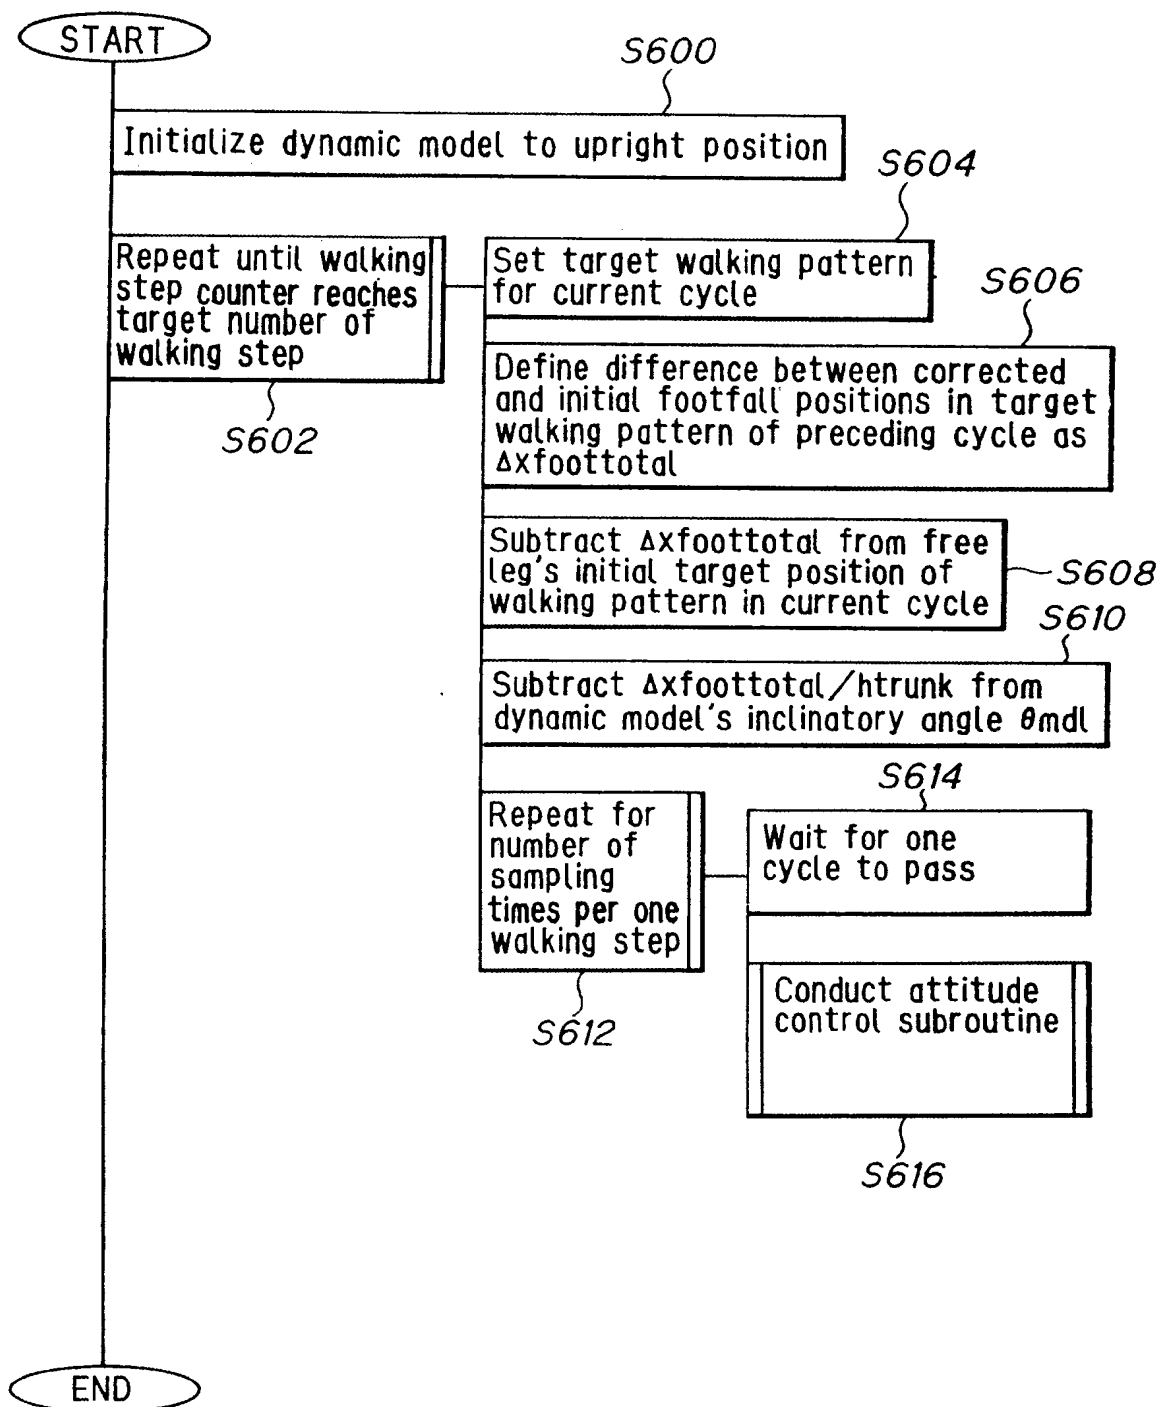 START
S600
Initialize dynamic model to upright position
S604
Repeat until walking
step counter reaches
target number of
walking step
S602
Set target walking pattern
for current cycle
S606
Define difference between corrected
and initial footfall positions in target
walking pattern of preceding cycle as
Δxfoottotal
Subtract Δxfoottotal from free
leg's initial target position of
walking pattern in current cycle
S608
S610
Subtract Δxfoottotal/htrunk from
dynamic model's inclinatory angle θmdl
S614
Repeat for
number of
sampling
times per one
walking step
S612
Wait for one
cycle to pass
Conduct attitude
control subroutine
S616
END